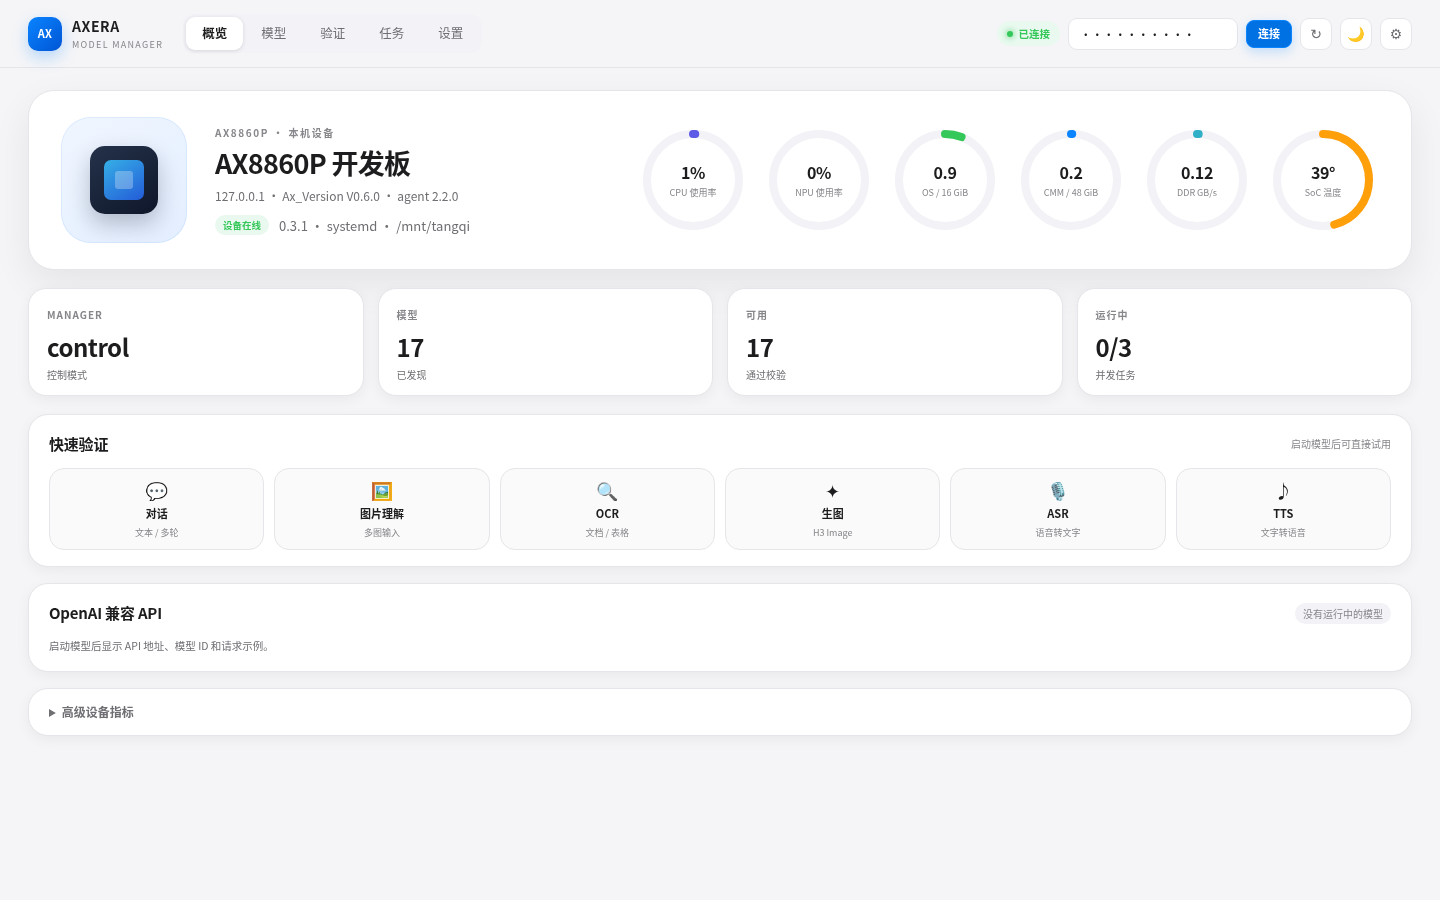 AX
AXERA
MODEL MANAGER
概览
模型
验证
任务
设置
已连接
连接
AX8860P · 本机设备
AX8860P 开发板
127.0.0.1 · Ax_Version V0.6.0 · agent 2.2.0
设备在线
0.3.1 · systemd · /mnt/tangqi
1%
CPU 使用率
0%
NPU 使用率
0.9
OS / 16 GiB
0.2
CMM / 48 GiB
0.12
DDR GB/s
39°
SoC 温度
MANAGER
control
控制模式
模型
17
已发现
可用
17
通过校验
运行中
0/3
并发任务
快速验证
启动模型后可直接试用
对话
文本 / 多轮
图片理解
多图输入
OCR
文档 / 表格
生图
H3 Image
ASR
语音转文字
TTS
文字转语音
OpenAI 兼容 API
没有运行中的模型
启动模型后显示 API 地址、模型 ID 和请求示例。
高级设备指标